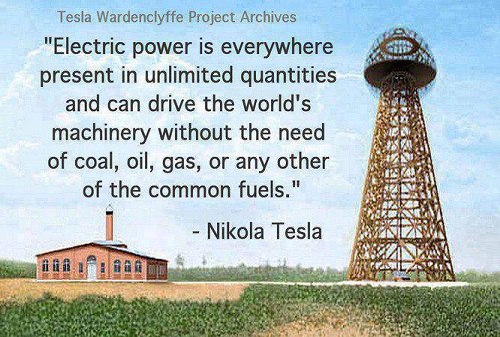 Tesla Wardenclyffe Project Archives
"Electric power is everywhere
present in unlimited quantities
and can drive the world's
machinery without the need
of coal, oil, gas, or any other
of the common fuels."
- Nikola Tesla